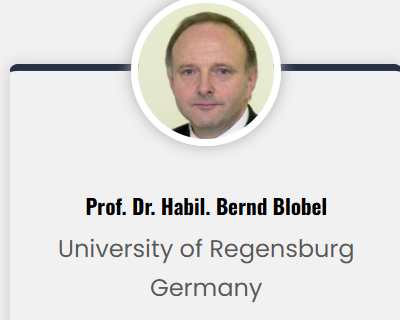 Prof. Dr. Habil. Bernd Blobel
University of Regensburg
Germany